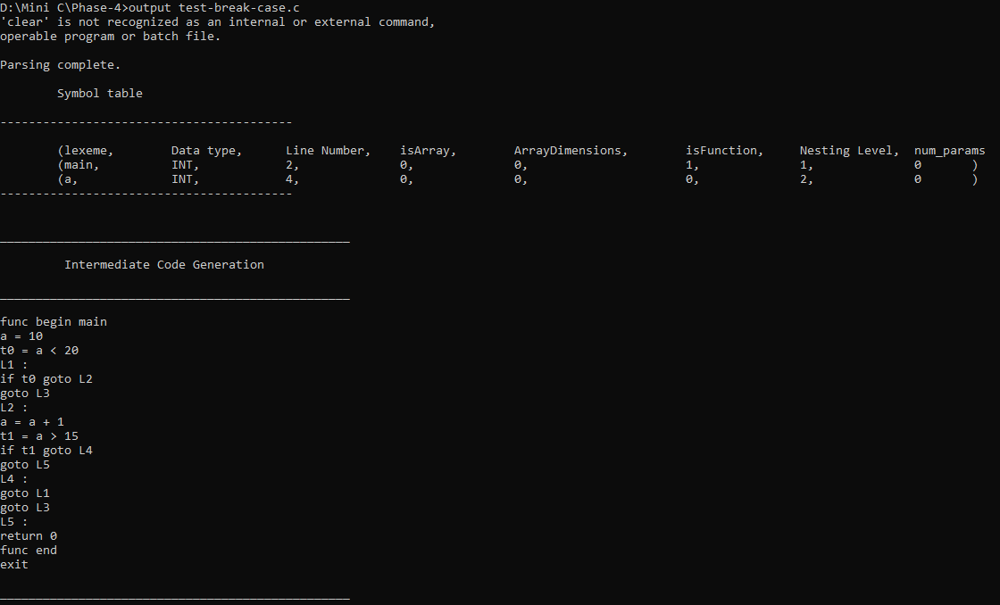 D:\Mini C\Phase-4>output test-break-case.c
'clear' is not recognized as an internal or external command,
operable program or batch file.
Parsing complete.
Symbol table
-----------------------------------------
(lexeme, Data type, Line Number, isArray, ArrayDimensions, isFunction, Nesting Level, num_params
(main, INT, 2, 0, 0, 1, 1, 0 )
(a, INT, 4, 0, 0, 0, 2, 0 )
-----------------------------------------
_________________________________________________
Intermediate Code Generation
_________________________________________________
func begin main
a = 10
t0 = a < 20
L1 :
if t0 goto L2
goto L3
L2 :
a = a + 1
t1 = a > 15
if t1 goto L4
goto L5
L4 :
goto L1
goto L3
L5 :
return 0
func end
exit
_________________________________________________